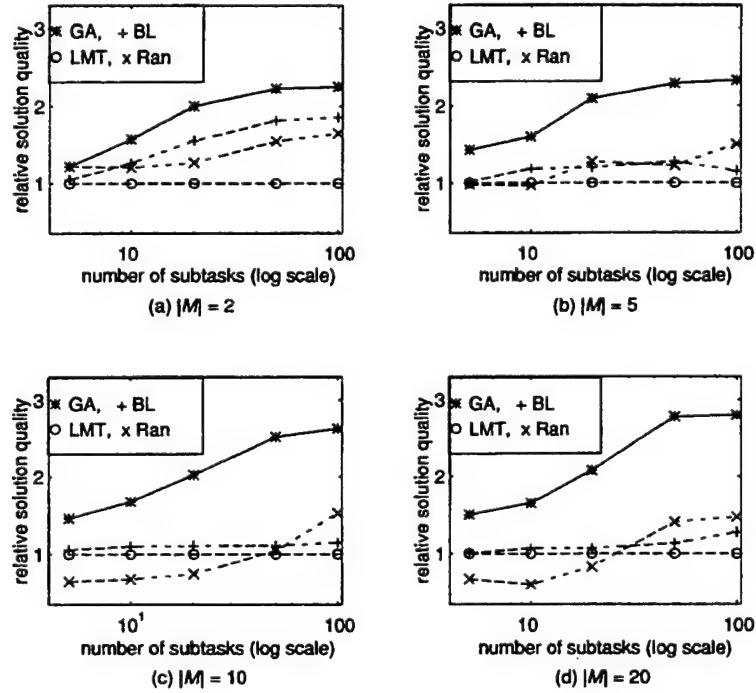 3
2
1
relative solution quality
GA, + BL
LMT, x Ran
10
100
number of subtasks (log scale)
(a) |M| = 2
3
2
1
relative solution quality
GA, + BL
LMT, x Ran
10
100
number of subtasks (log scale)
(b) |M| = 5
3
2
1
relative solution quality
GA, + BL
LMT, x Ran
10¹
100
number of subtasks (log scale)
(c) |M| = 10
3
2
1
relative solution quality
GA, + BL
LMT, x Ran
10
100
number of subtasks (log scale)
(d) |M| = 20